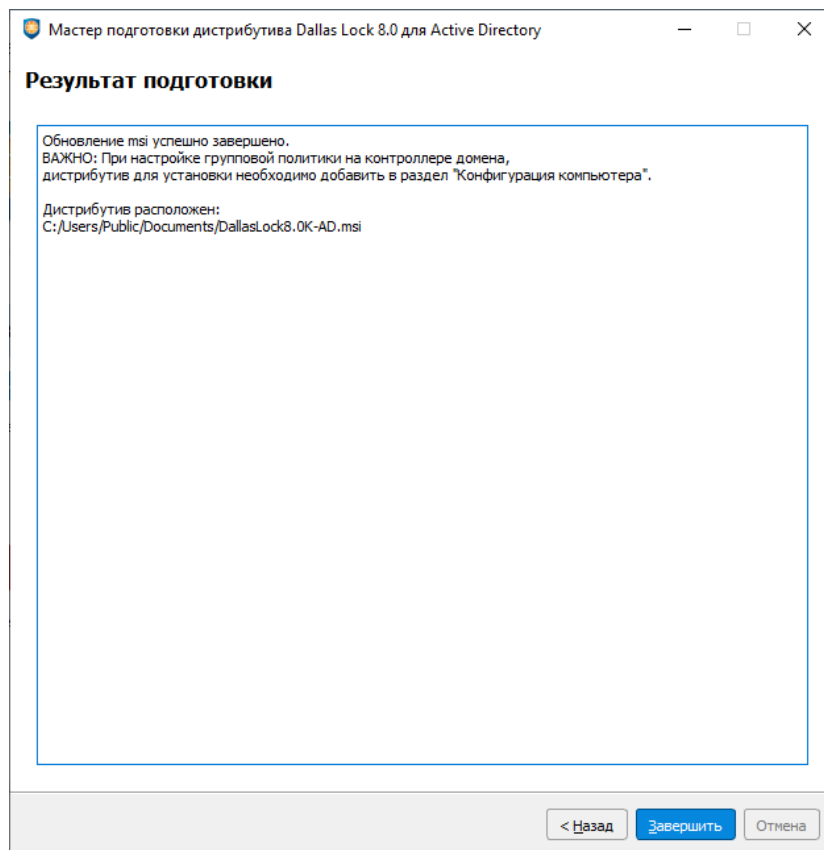 Мастер подготовки дистрибутива Dallas Lock 8.0 для Active Directory
Результат подготовки
Обновление msi успешно завершено.
ВАЖНО: При настройке групповой политики на контроллере домена,
дистрибутив для установки необходимо добавить в раздел "Конфигурация компьютера".
Дистрибутив расположен:
C:/Users/Public/Documents/DallasLock8.0K-AD.msi
< Назад Завершить Отмена